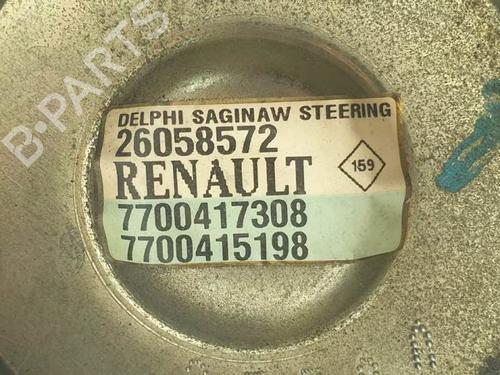 B-PARTS
DELPHI SAGINAW STEERING
26058572
RENAULT
159
7700417308
7700415198